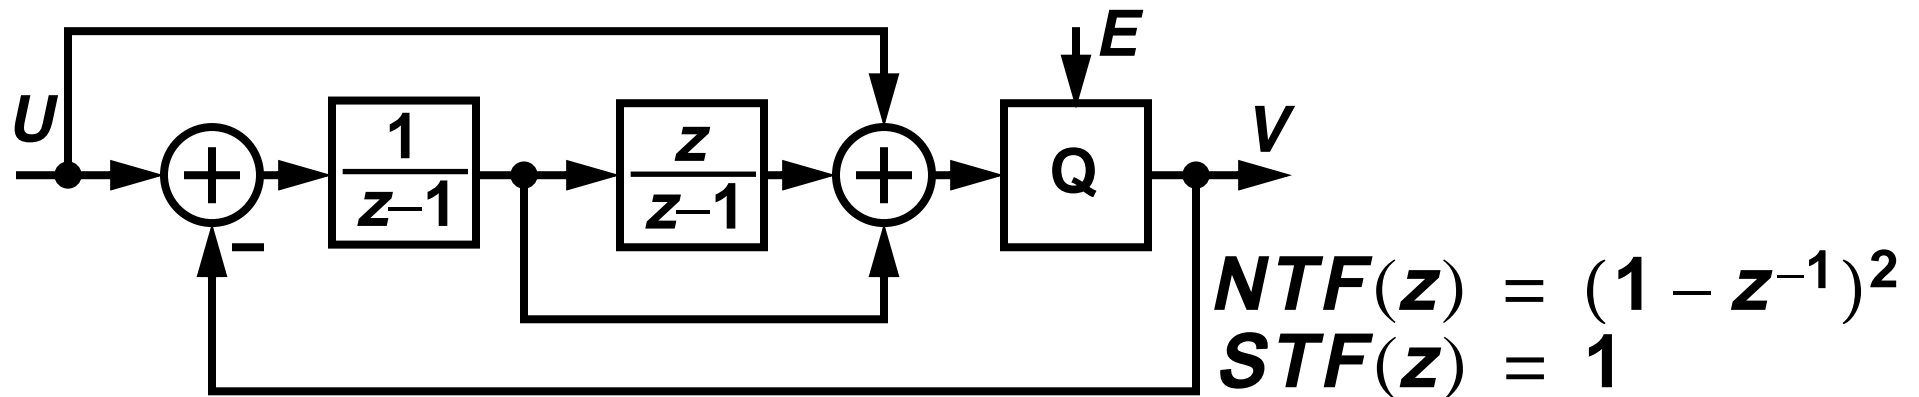 E
U
1
z–1
z
z–1
Q
V
–
NTF(z) = (1 – z⁻¹)²
STF(z) = 1